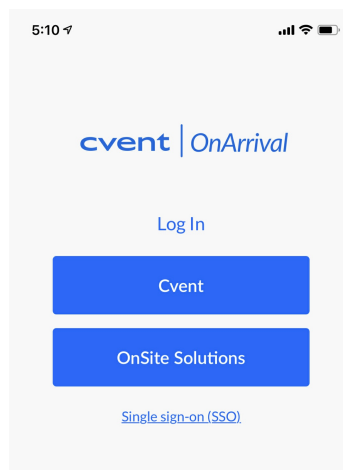 5:10
cvent | OnArrival
Log In
Cvent
OnSite Solutions
Single sign-on (SSO)